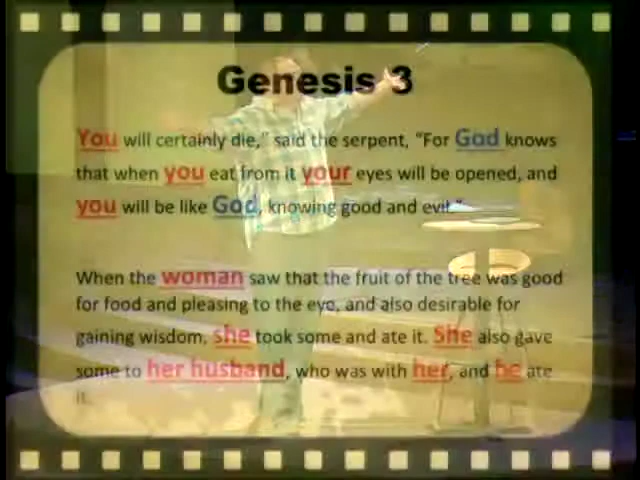 Genesis 3
You will certainly die,” said the serpent, “For God knows
that when you eat from it your eyes will be opened, and
you will be like God, knowing good and evil.”
When the woman saw that the fruit of the tree was good
for food and pleasing to the eye, and also desirable for
gaining wisdom, she took some and ate it. She also gave
some to her husband, who was with her, and he ate
it.